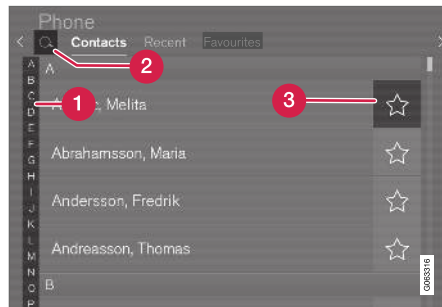 Phone
Contacts Recent Favourites
2
A
A
B
C
D
E
F
G
H
I
J
K
L
M
N
O
P
1
Melita
3
Abrahamsson, Maria
Andersson, Fredrik
Andreasson, Thomas
B
G063316